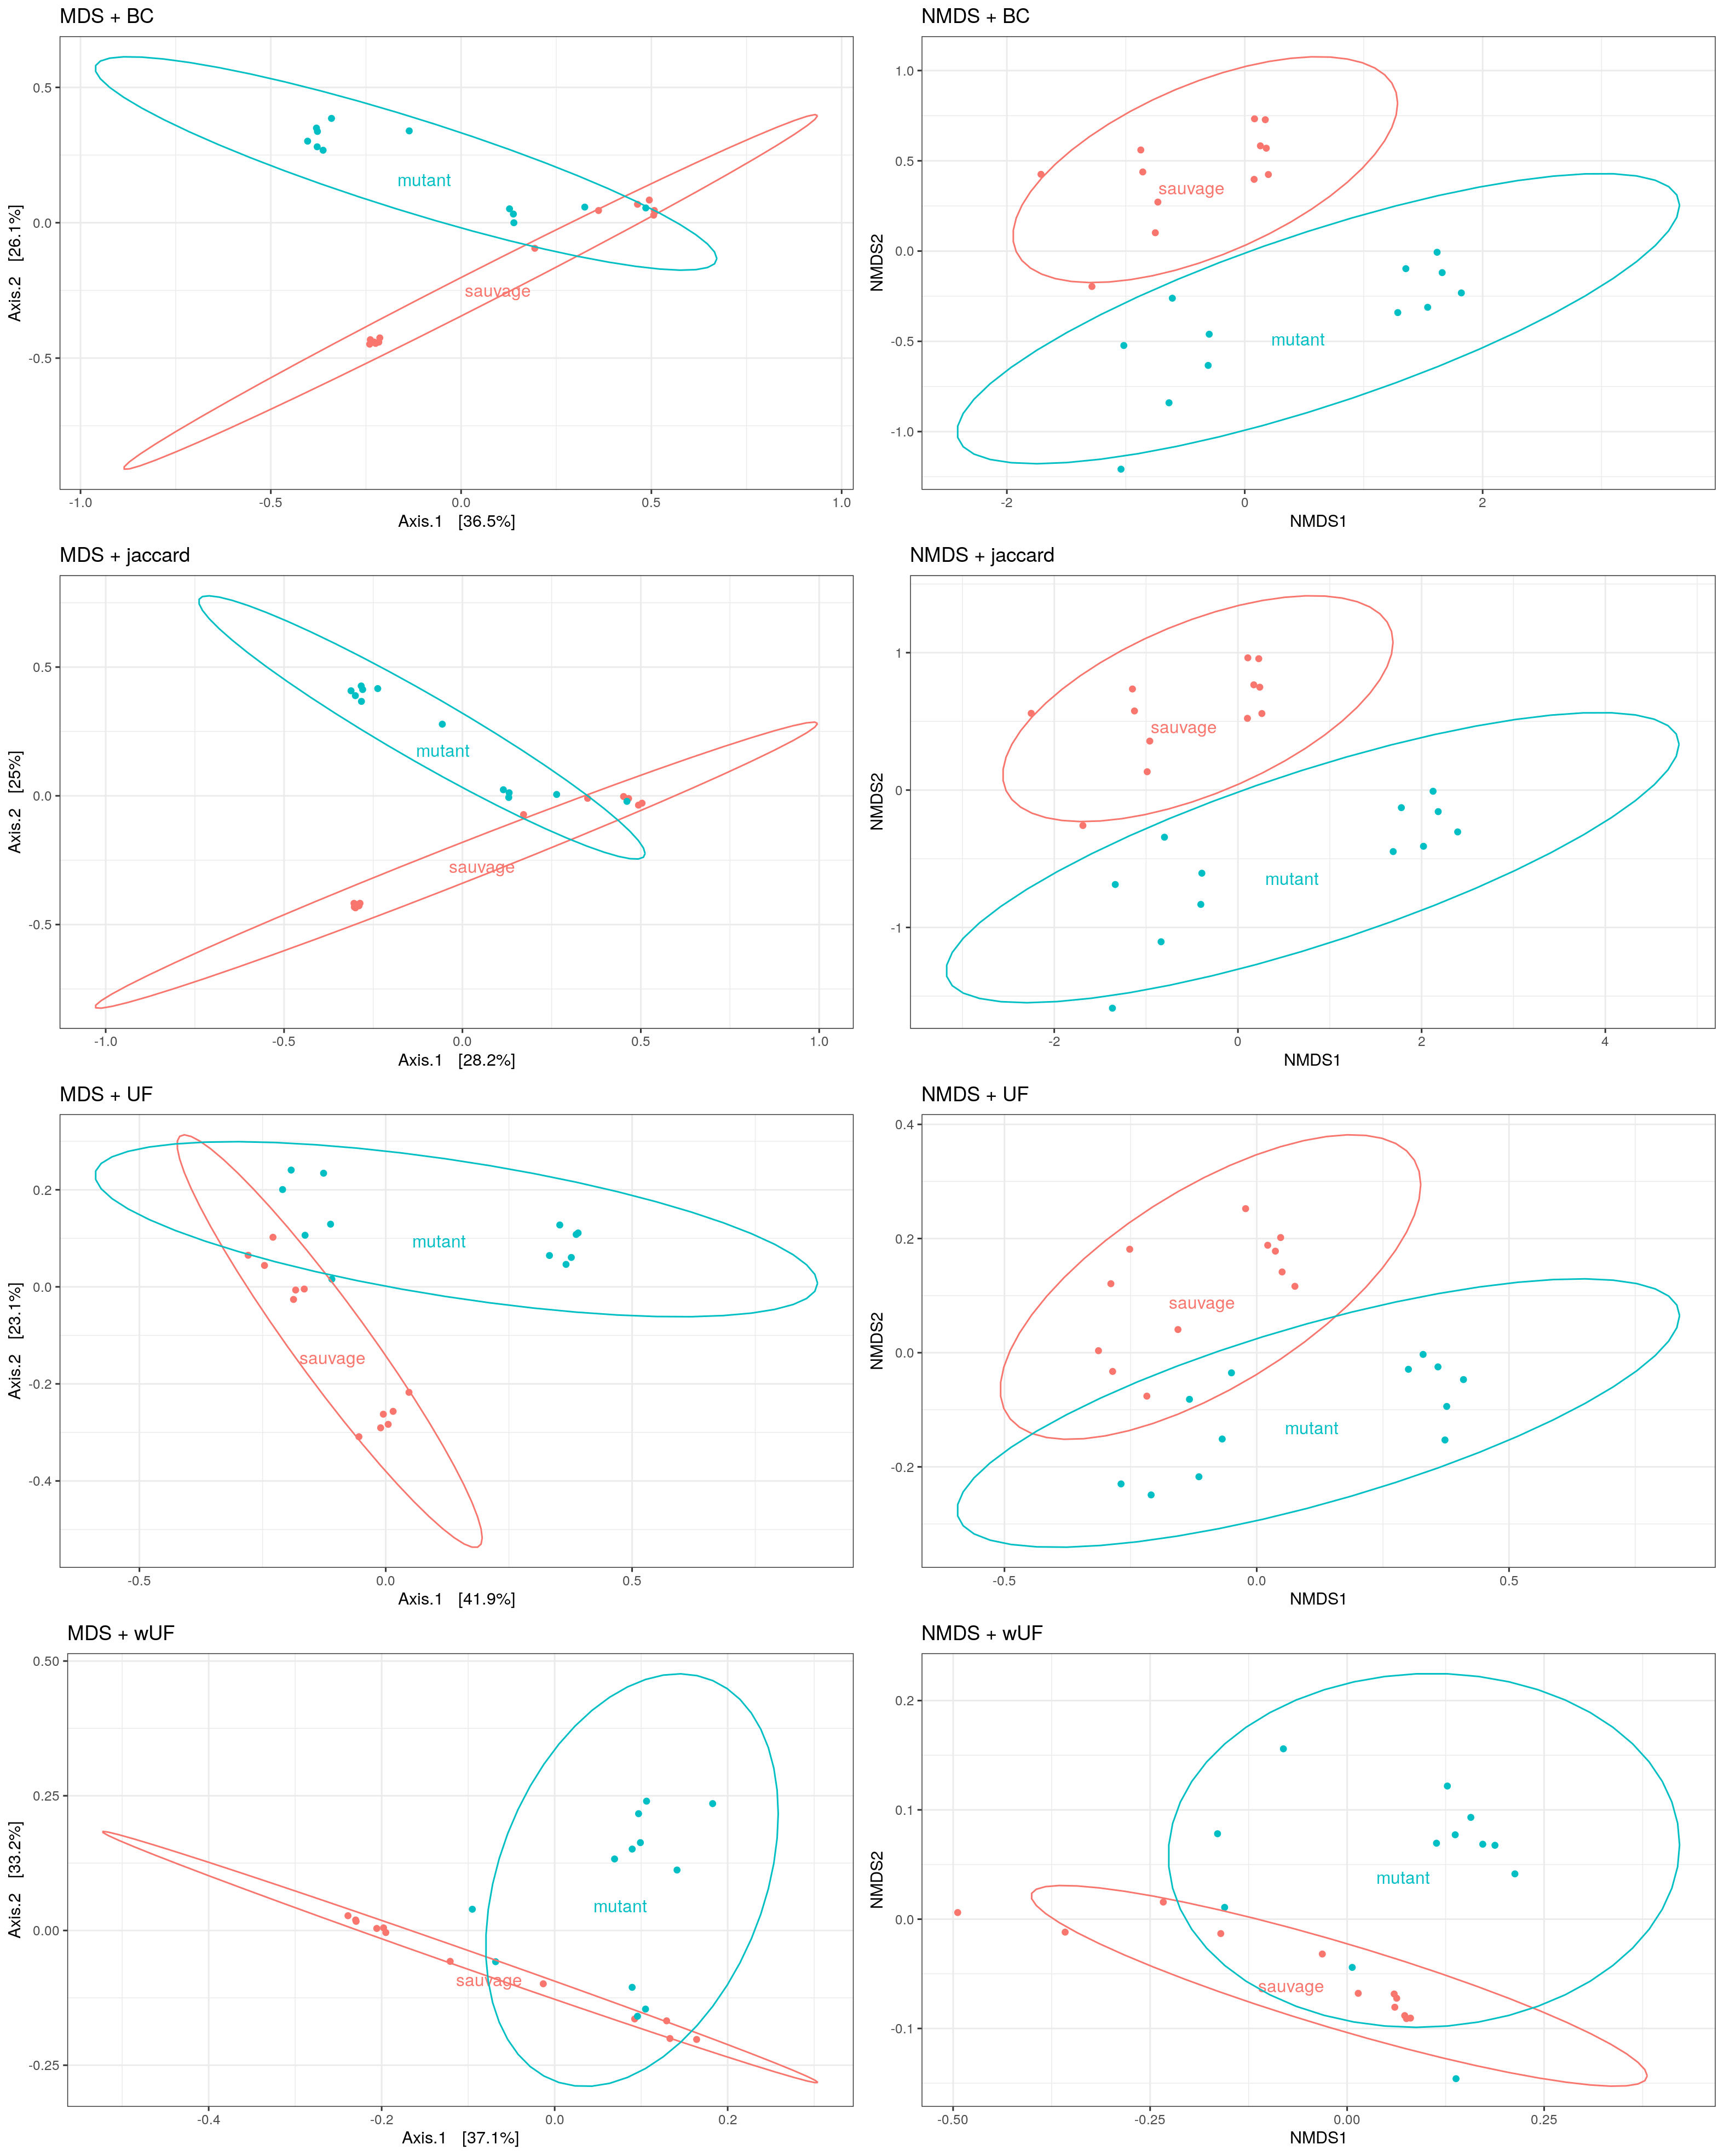 MDS + BC
0.5
0.0
-0.5
Axis.2 [26.1%]
mutant
sauvage
-1.0 -0.5 0.0 0.5 1.0
Axis.1 [36.5%]
NMDS + BC
1.0
0.5
0.0
-0.5
-1.0
NMDS2
sauvage
mutant
-2 0 2
NMDS1
MDS + jaccard
0.5
0.0
-0.5
Axis.2 [25%]
mutant
sauvage
-1.0 -0.5 0.0 0.5 1.0
Axis.1 [28.2%]
NMDS + jaccard
1
0
-1
NMDS2
sauvage
mutant
-2 0 2 4
NMDS1
MDS + UF
0.2
0.0
-0.2
-0.4
Axis.2 [23.1%]
mutant
sauvage
-0.5 0.0 0.5
Axis.1 [41.9%]
NMDS + UF
0.4
0.2
0.0
-0.2
NMDS2
sauvage
mutant
-0.5 0.0 0.5
NMDS1
MDS + wUF
0.50
0.25
0.00
-0.25
Axis.2 [33.2%]
mutant
sauvage
-0.4 -0.2 0.0 0.2
Axis.1 [37.1%]
NMDS + wUF
0.2
0.1
0.0
-0.1
NMDS2
mutant
sauvage
-0.50 -0.25 0.00 0.25
NMDS1